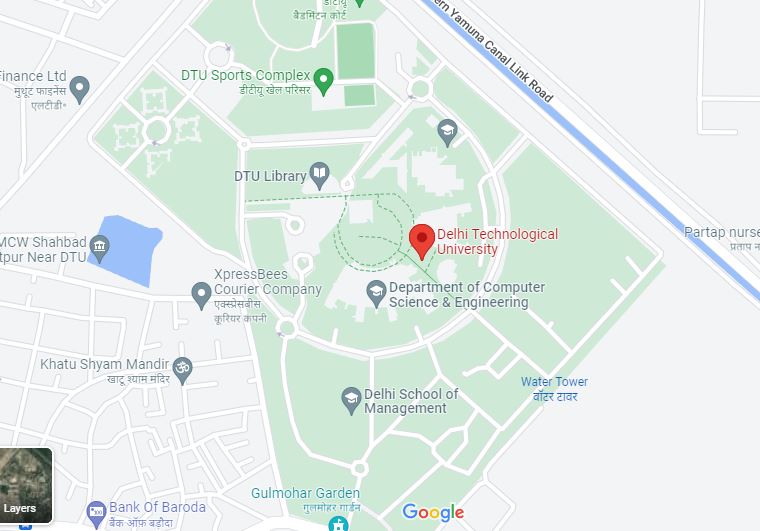 डीटीयू
बैडमिंटन कोर्ट
ern Yamuna Canal Link Road
Finance Ltd
मुथूट फाइनेंस
एलटीडी॰
DTU Sports Complex
डीटीयू खेल परिसर
DTU Library
Delhi Technological
University
MCW Shahbad
tpur Near DTU
Partap nurse
प्रताप न
XpressBees
Courier Company
एक्स्प्रेसबीस
कूरियर कंपनी
Department of Computer
Science & Engineering
Khatu Shyam Mandir
खाटू श्याम मंदिर
Water Tower
वॉटर टावर
Delhi School of
Management
Layers
Gulmohar Garden
गुलमोहर गार्डन
Google
Bank Of Baroda
बैंक ऑफ़ बड़ौदा